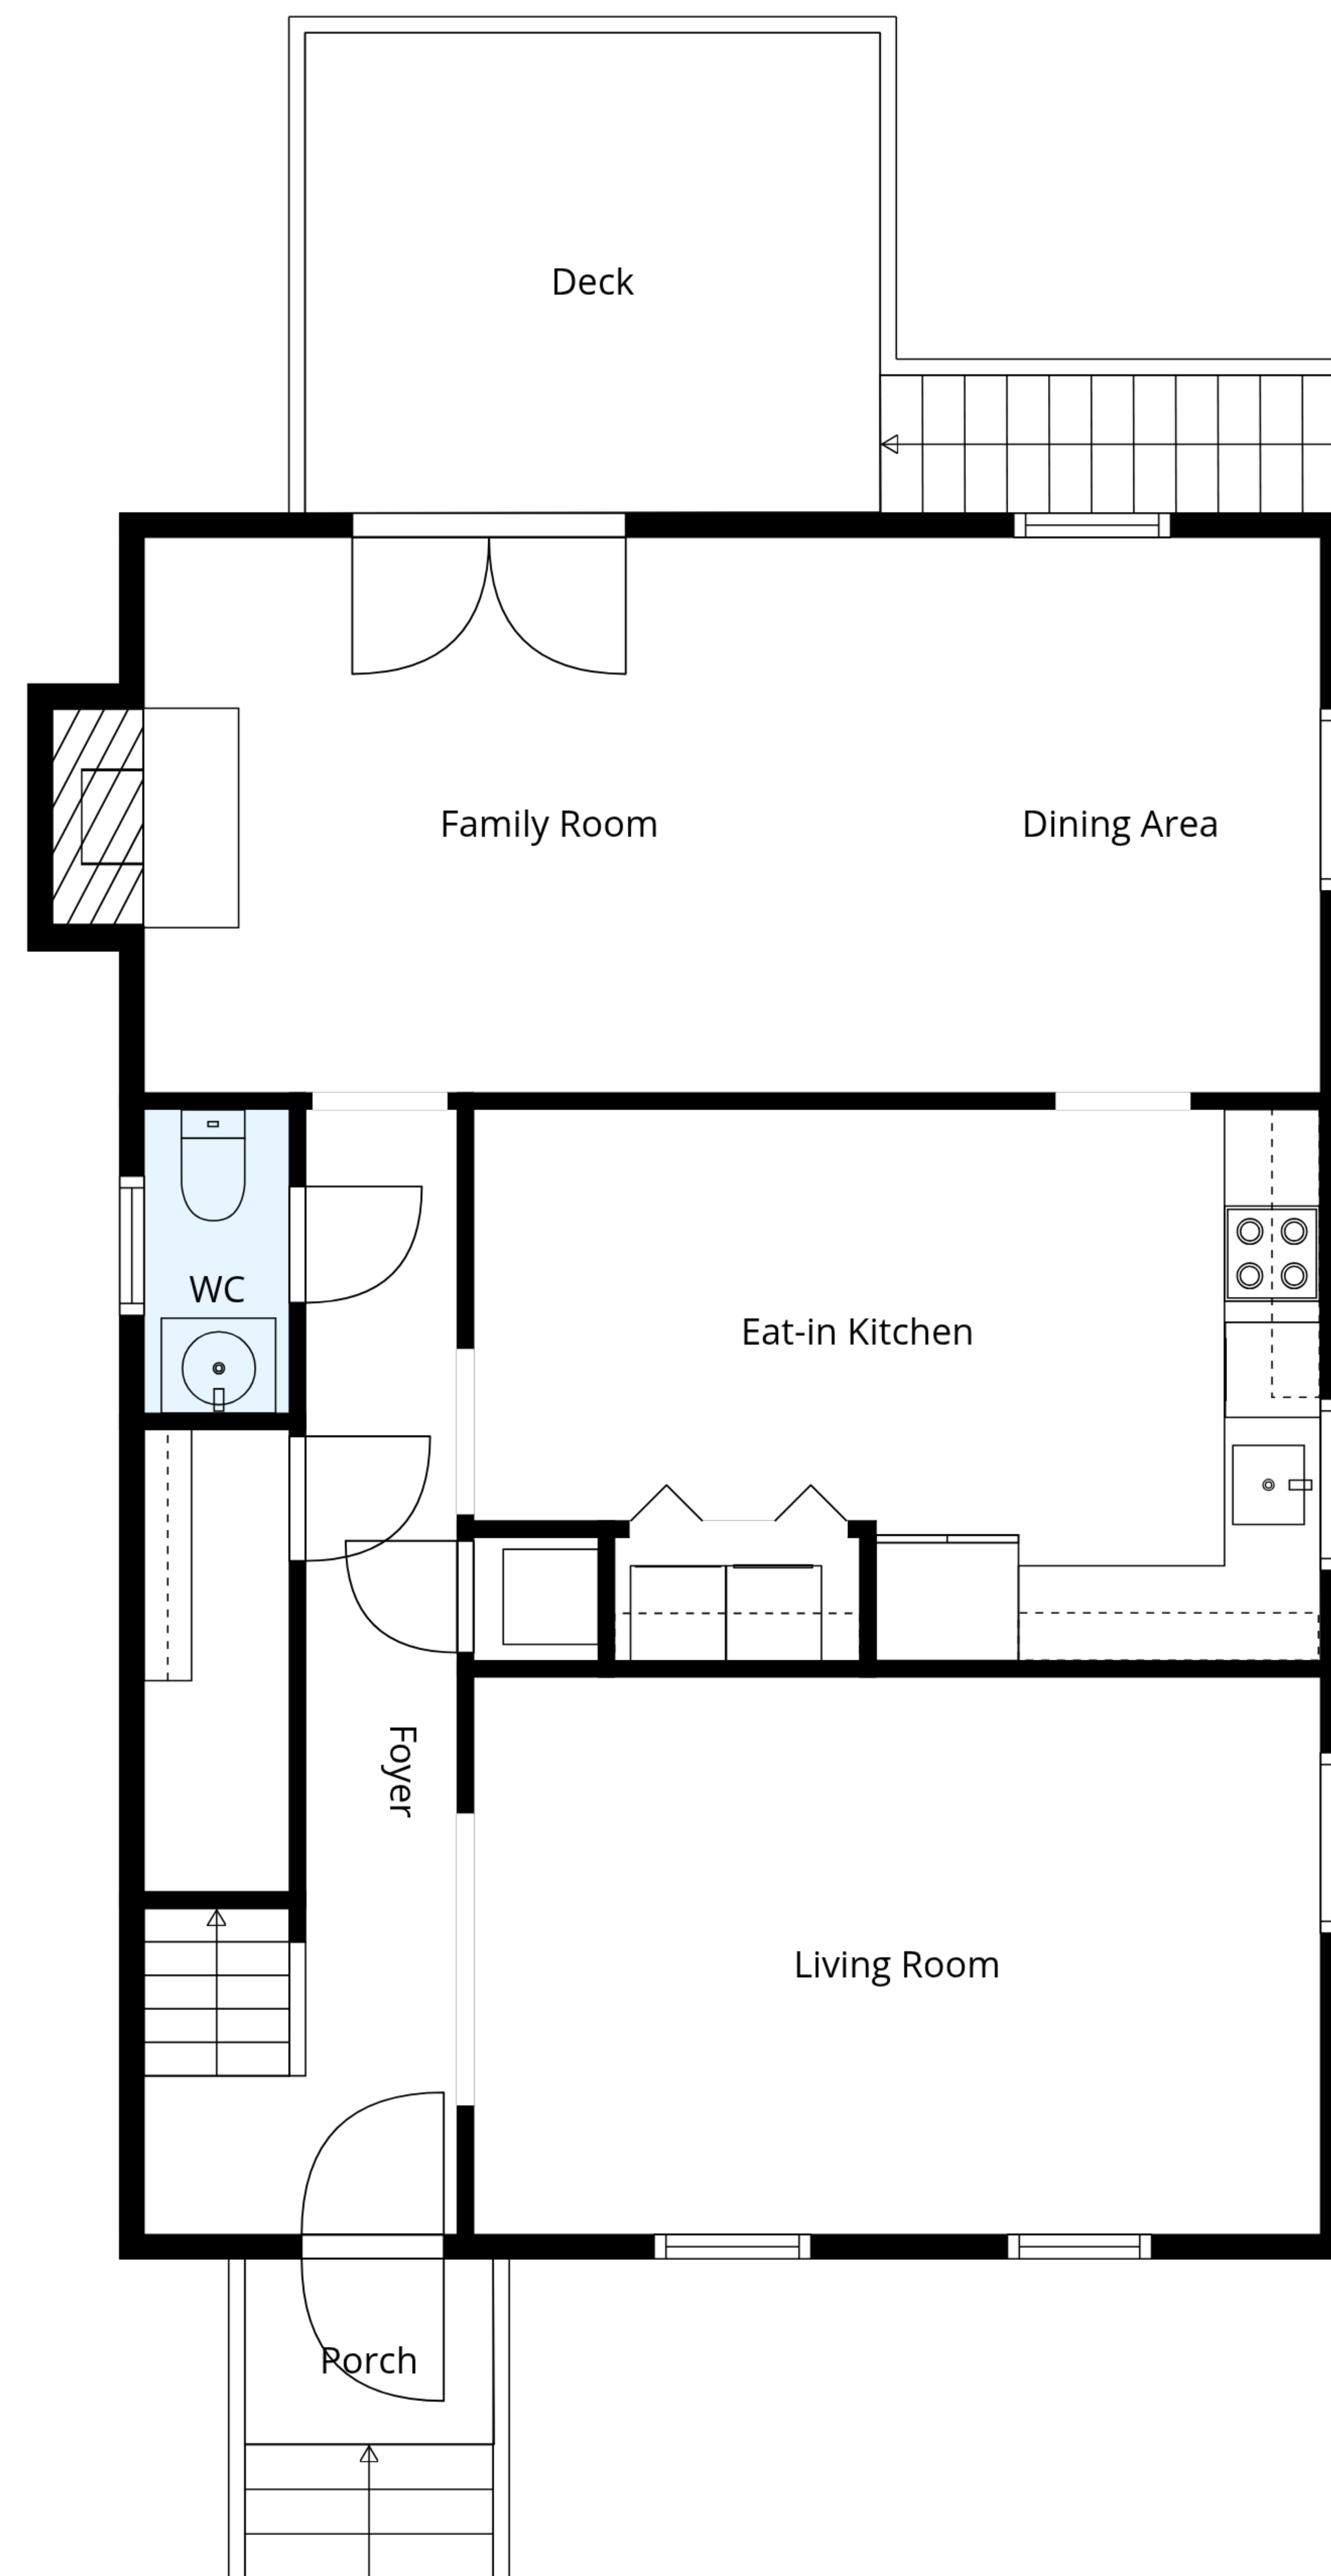 Deck
Family Room
Dining Area
WC
Eat-in Kitchen
Foyer
Living Room
Porch